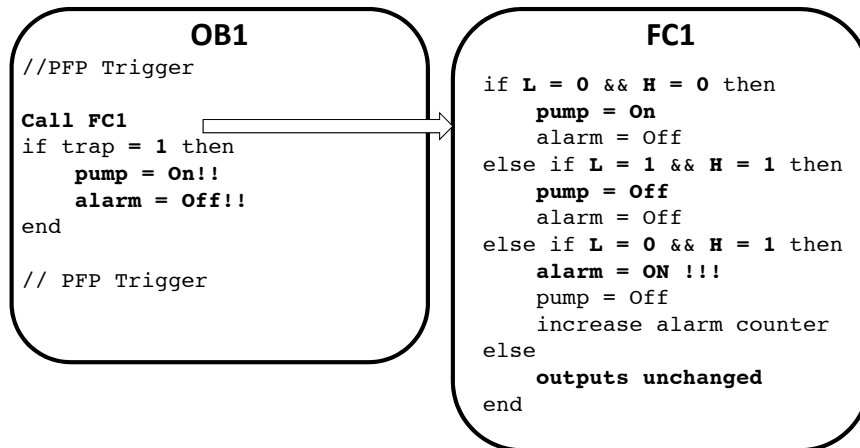 OB1
//PFP Trigger
Call FC1
if trap = 1 then
pump = On!!
alarm = Off!!
end
// PFP Trigger
FC1
if L = 0 && H = 0 then
pump = On
alarm = Off
else if L = 1 && H = 1 then
pump = Off
alarm = Off
else if L = 0 && H = 1 then
alarm = ON !!!
pump = Off
increase alarm counter
else
outputs unchanged
end